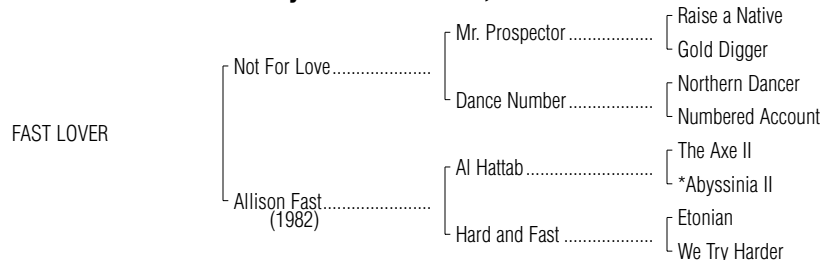 Raise a Native
Mr. Prospector ....................
Gold Digger
Not For Love.......................
Northern Dancer
Dance Number ....................
Numbered Account
FAST LOVER
The Axe II
Al Hattab ..............................
*Abyssinia II
Allison Fast.........................
(1982)
Etonian
Hard and Fast .....................
We Try Harder